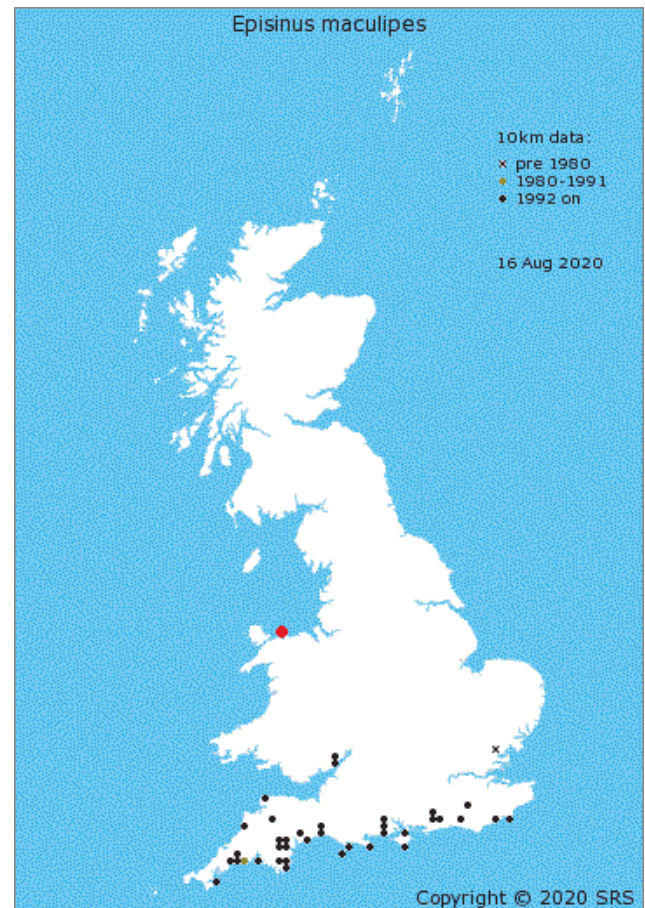 Episinus maculipes
10km data:
pre 1980
1980-1991
1992 on
16 Aug 2020
Copyright © 2020 SRS